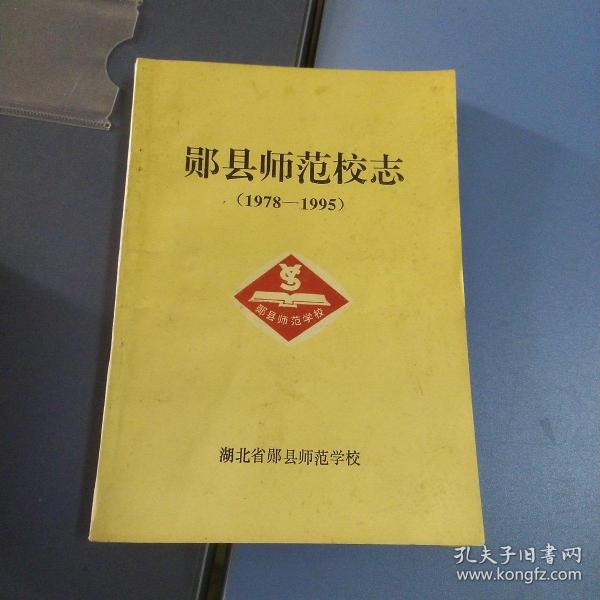 郧县师范校志
（1978—1995）
郧县师范学校
湖北省郧县师范学校
孔夫子旧书网
www.kongfz.com